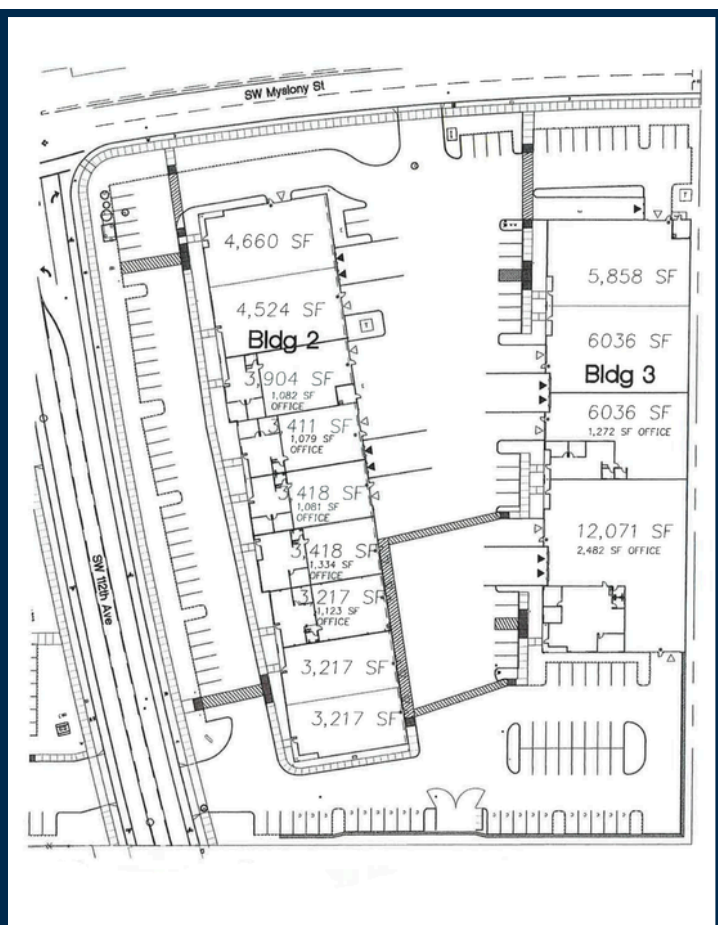 SW Myslony St
4,660 SF
4,524 SF
Bldg 2
3,904 SF
1,082 SF
OFFICE
3,411 SF
1,079 SF
OFFICE
3,418 SF
1,081 SF
OFFICE
3,418 SF
1,334 SF
OFFICE
3,217 SF
1,123 SF
OFFICE
3,217 SF
3,217 SF
5,858 SF
6036 SF
Bldg 3
6036 SF
1,272 SF OFFICE
12,071 SF
2,482 SF OFFICE
SW 112th Ave
T
T